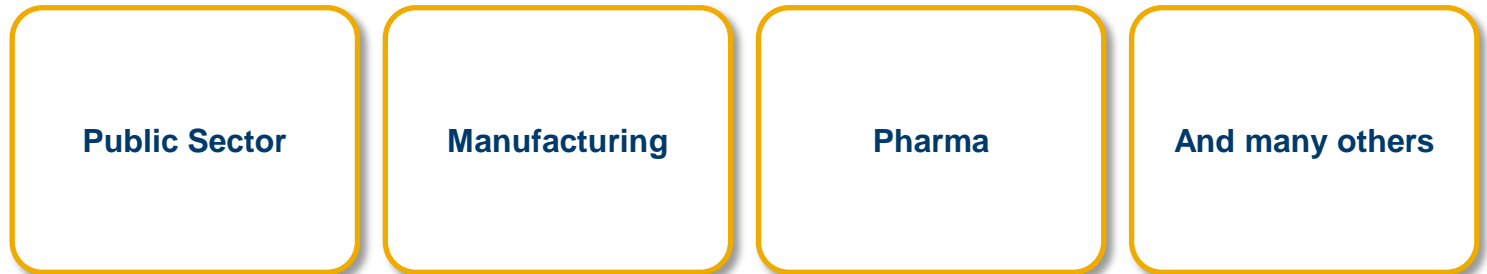 Public Sector
Manufacturing
Pharma
And many others